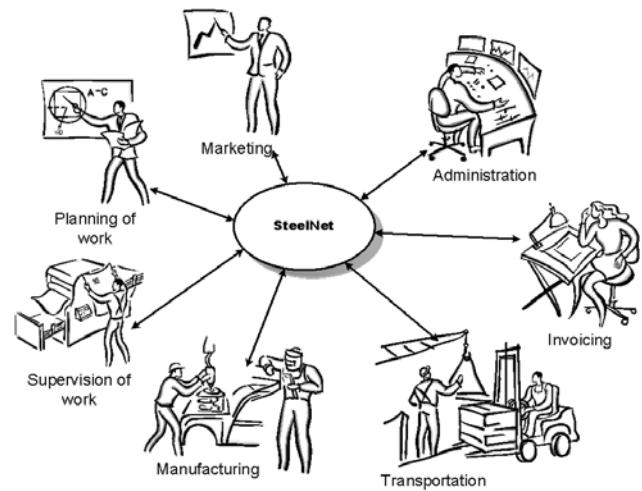 A-C
Marketing
Administration
SteelNet
Planning of
work
Invoicing
Supervision of
work
Manufacturing
Transportation